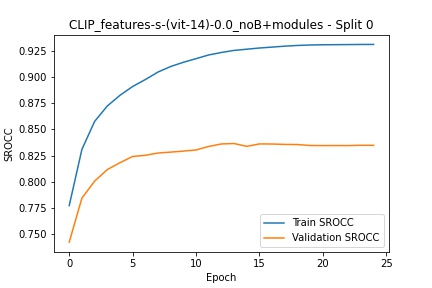 CLIP_features-s-(vit-14)-0.0_noB+modules - Split 0
SROCC
0.925
0.900
0.875
0.850
0.825
0.800
0.775
0.750
Train SROCC
Validation SROCC
0 5 10 15 20 25
Epoch